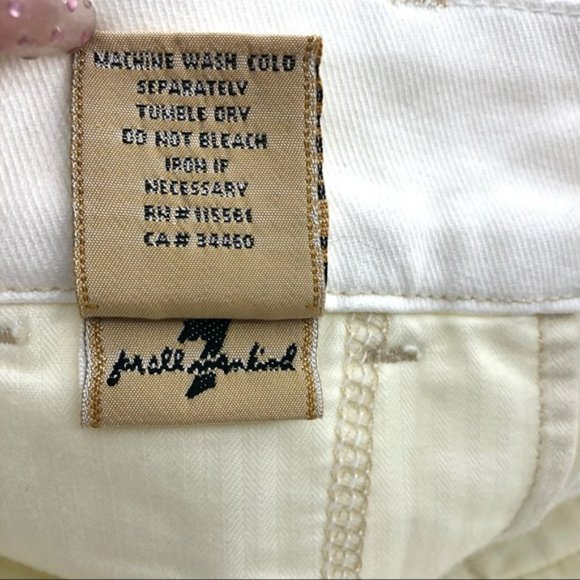 MACHINE WASH COLD
SEPARATELY
TUMBLE DRY
DO NOT BLEACH
IRON IF
NECESSARY
RN# 115561
CA# 34460
7
for all mankind